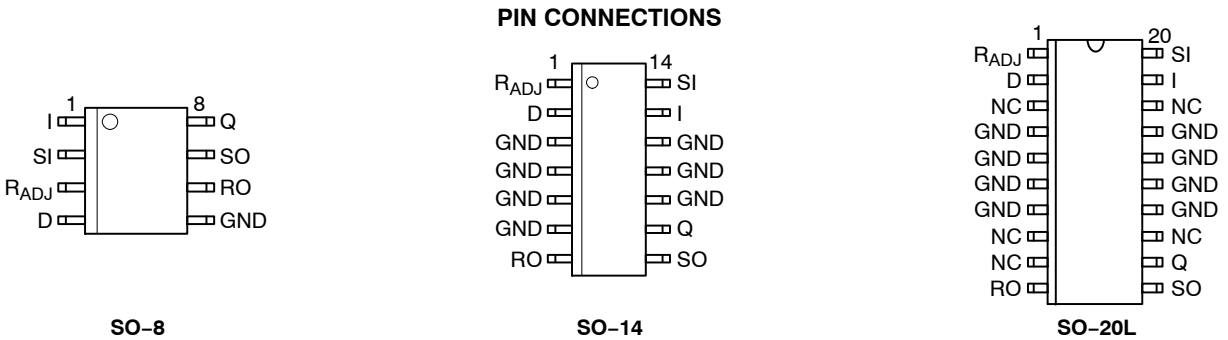 PIN CONNECTIONS
1 8
I Q
SI SO
RADJ RO
D GND
SO–8
1 14
RADJ SI
D I
GND GND
GND GND
GND GND
GND Q
RO SO
SO–14
1 20
RADJ SI
D I
NC NC
GND GND
GND GND
GND GND
GND GND
NC NC
NC Q
RO SO
SO–20L